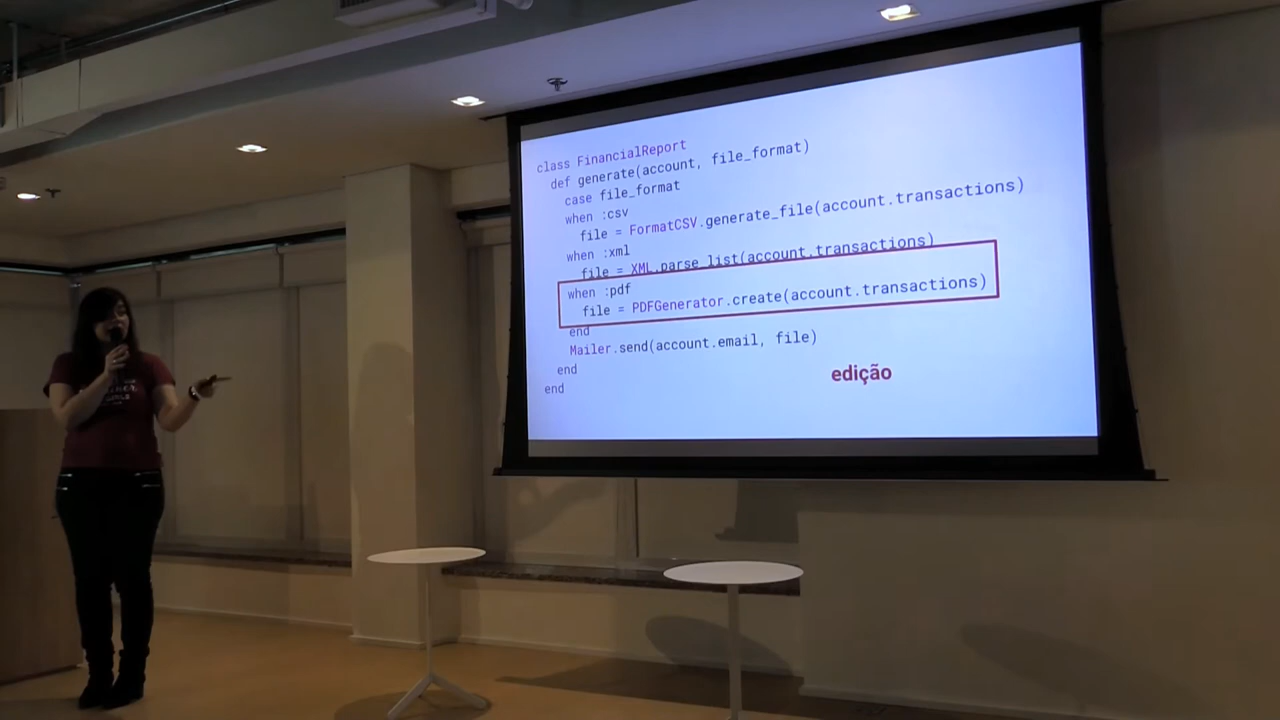 class FinancialReport
def generate(account, file_format)
case file_format
when :csv
file = FormatCSV.generate_file(account.transactions)
when :xml
file = XML.parse_list(account.transactions)
when :pdf
file = PDFGenerator.create(account.transactions)
end
Mailer.send(account.email, file)
end
end
edição